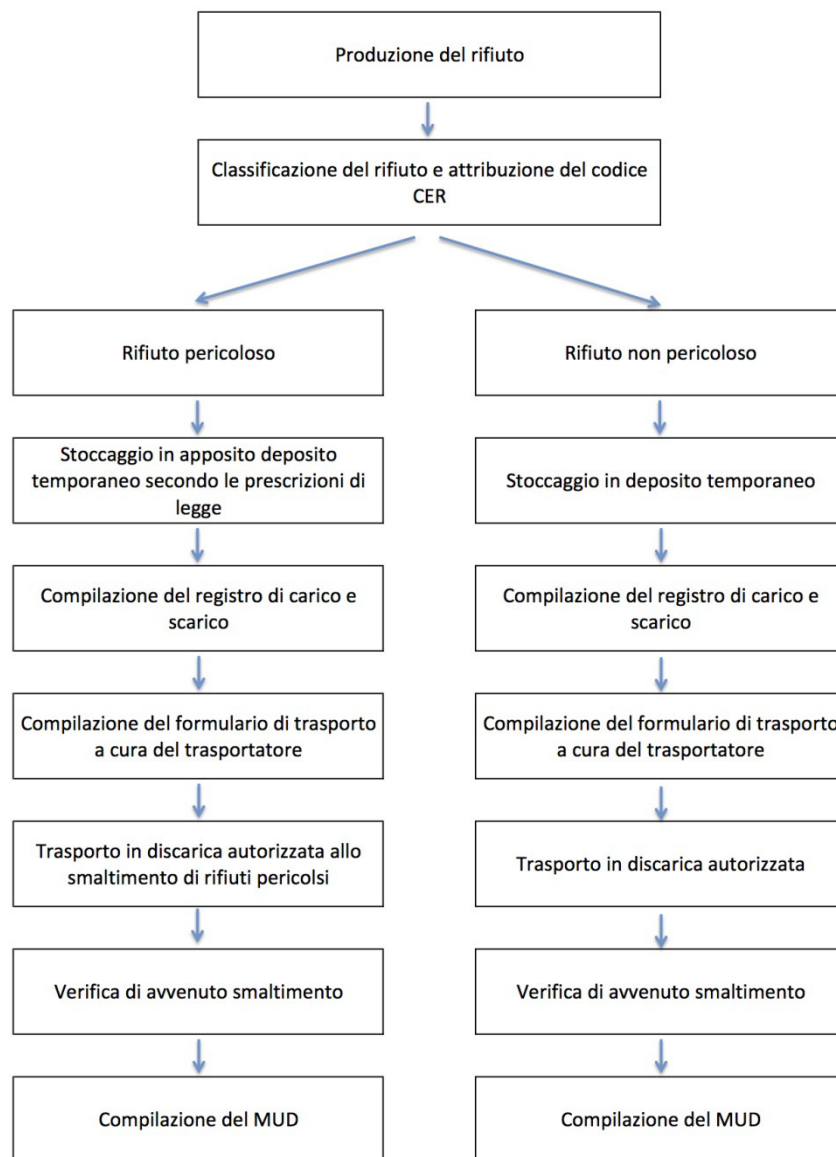 Produzione del rifiuto
Classificazione del rifiuto e attribuzione del codice
CER
Rifiuto pericoloso
Rifiuto non pericoloso
Stoccaggio in apposito deposito
temporaneo secondo le prescrizioni di
legge
Stoccaggio in deposito temporaneo
Compilazione del registro di carico e
scarico
Compilazione del registro di carico e
scarico
Compilazione del formulario di trasporto
a cura del trasportatore
Compilazione del formulario di trasporto
a cura del trasportatore
Trasporto in discarica autorizzata allo
smaltimento di rifiuti pericolsi
Trasporto in discarica autorizzata
Verifica di avvenuto smaltimento
Verifica di avvenuto smaltimento
Compilazione del MUD
Compilazione del MUD